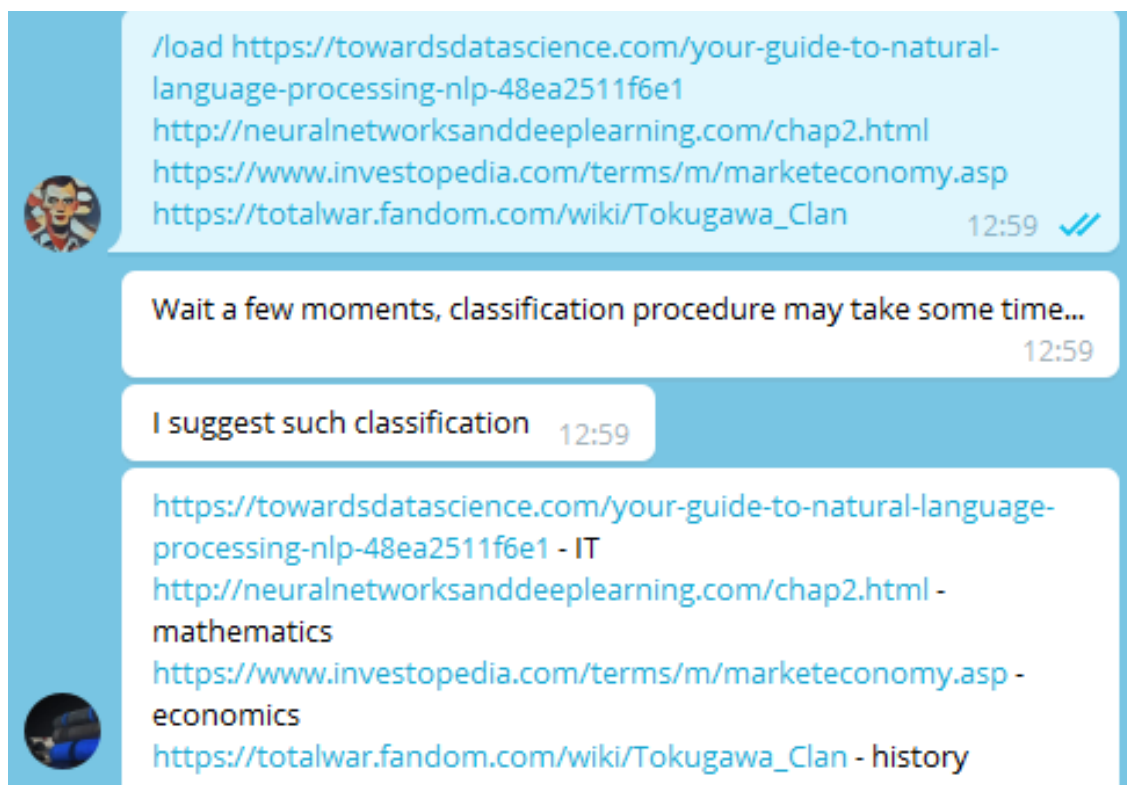 /load https://towardsdatascience.com/your-guide-to-natural-
language-processing-nlp-48ea2511f6e1
http://neuralnetworksanddeeplearning.com/chap2.html
https://www.investopedia.com/terms/m/marketeconomy.asp
https://totalwar.fandom.com/wiki/Tokugawa_Clan 12:59
Wait a few moments, classification procedure may take some time...
12:59
I suggest such classification 12:59
https://towardsdatascience.com/your-guide-to-natural-language-
processing-nlp-48ea2511f6e1 - IT
http://neuralnetworksanddeeplearning.com/chap2.html -
mathematics
https://www.investopedia.com/terms/m/marketeconomy.asp -
economics
https://totalwar.fandom.com/wiki/Tokugawa_Clan - history